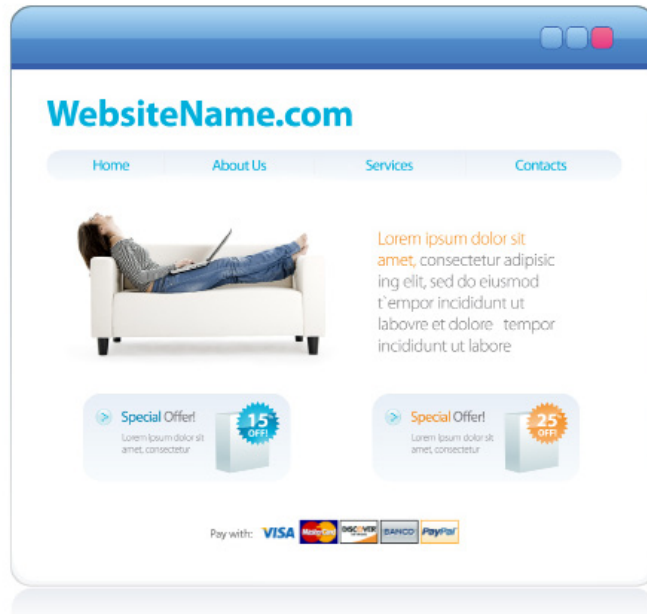 WebsiteName.com
Home About Us Services Contacts
Lorem ipsum dolor sit
amet, consectetur adipisic
ing elit, sed do eiusmod
t`empor incididunt ut
labovre et dolore tempor
incididunt ut labore
Special Offer!
Lorem Ipsum dolor sit
amet, consectetur
15
OFF!
Special Offer!
Lorem Ipsum dolor sit
amet, consectetur
25
OFF!
Pay with: VISA MasterCard DISCOVER BANCO PayPal